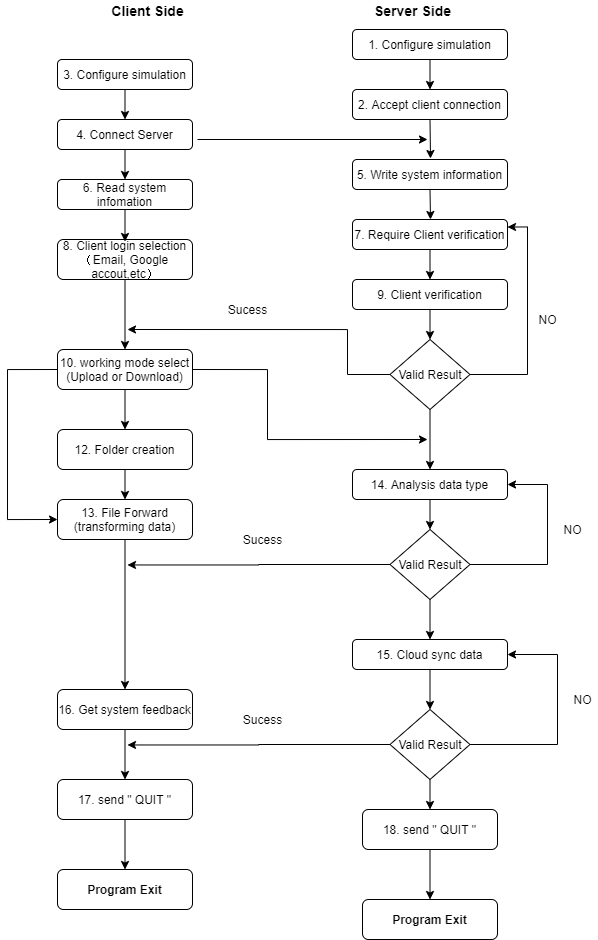 Client Side
Server Side
1. Configure simulation
3. Configure simulation
2. Accept client connection
4. Connect Server
5. Write system information
6. Read system
infomation
7. Require Client verification
8. Client login selection
（Email, Google
accout,etc）
9. Client verification
Sucess
NO
Valid Result
10. working mode select
(Upload or Download)
12. Folder creation
14. Analysis data type
13. File Forward
(transforming data)
Sucess
NO
Valid Result
15. Cloud sync data
16. Get system feedback
Sucess
NO
Valid Result
17. send " QUIT "
18. send " QUIT "
Program Exit
Program Exit